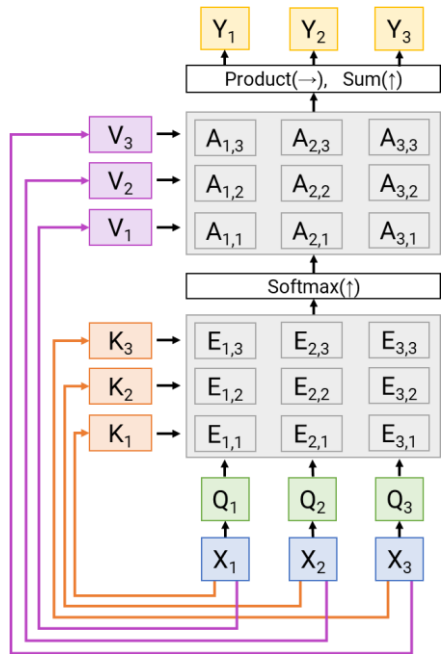 Y₁ Y₂ Y₃
Product(→), Sum(↑)
V₃ A₁,₃ A₂,₃ A₃,₃
V₂ A₁,₂ A₂,₂ A₃,₂
V₁ A₁,₁ A₂,₁ A₃,₁
Softmax(↑)
K₃ E₁,₃ E₂,₃ E₃,₃
K₂ E₁,₂ E₂,₂ E₃,₂
K₁ E₁,₁ E₂,₁ E₃,₁
Q₁ Q₂ Q₃
X₁ X₂ X₃